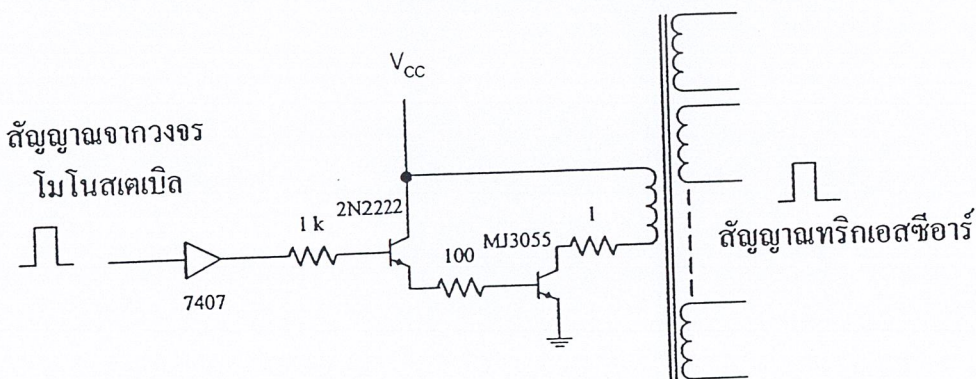 V_CC
สัญญาณจากวงจร
โมโนสเตเบิล
2N2222
1 k
1
MJ3055
100
สัญญาณทริกเอสซีอาร์
7407